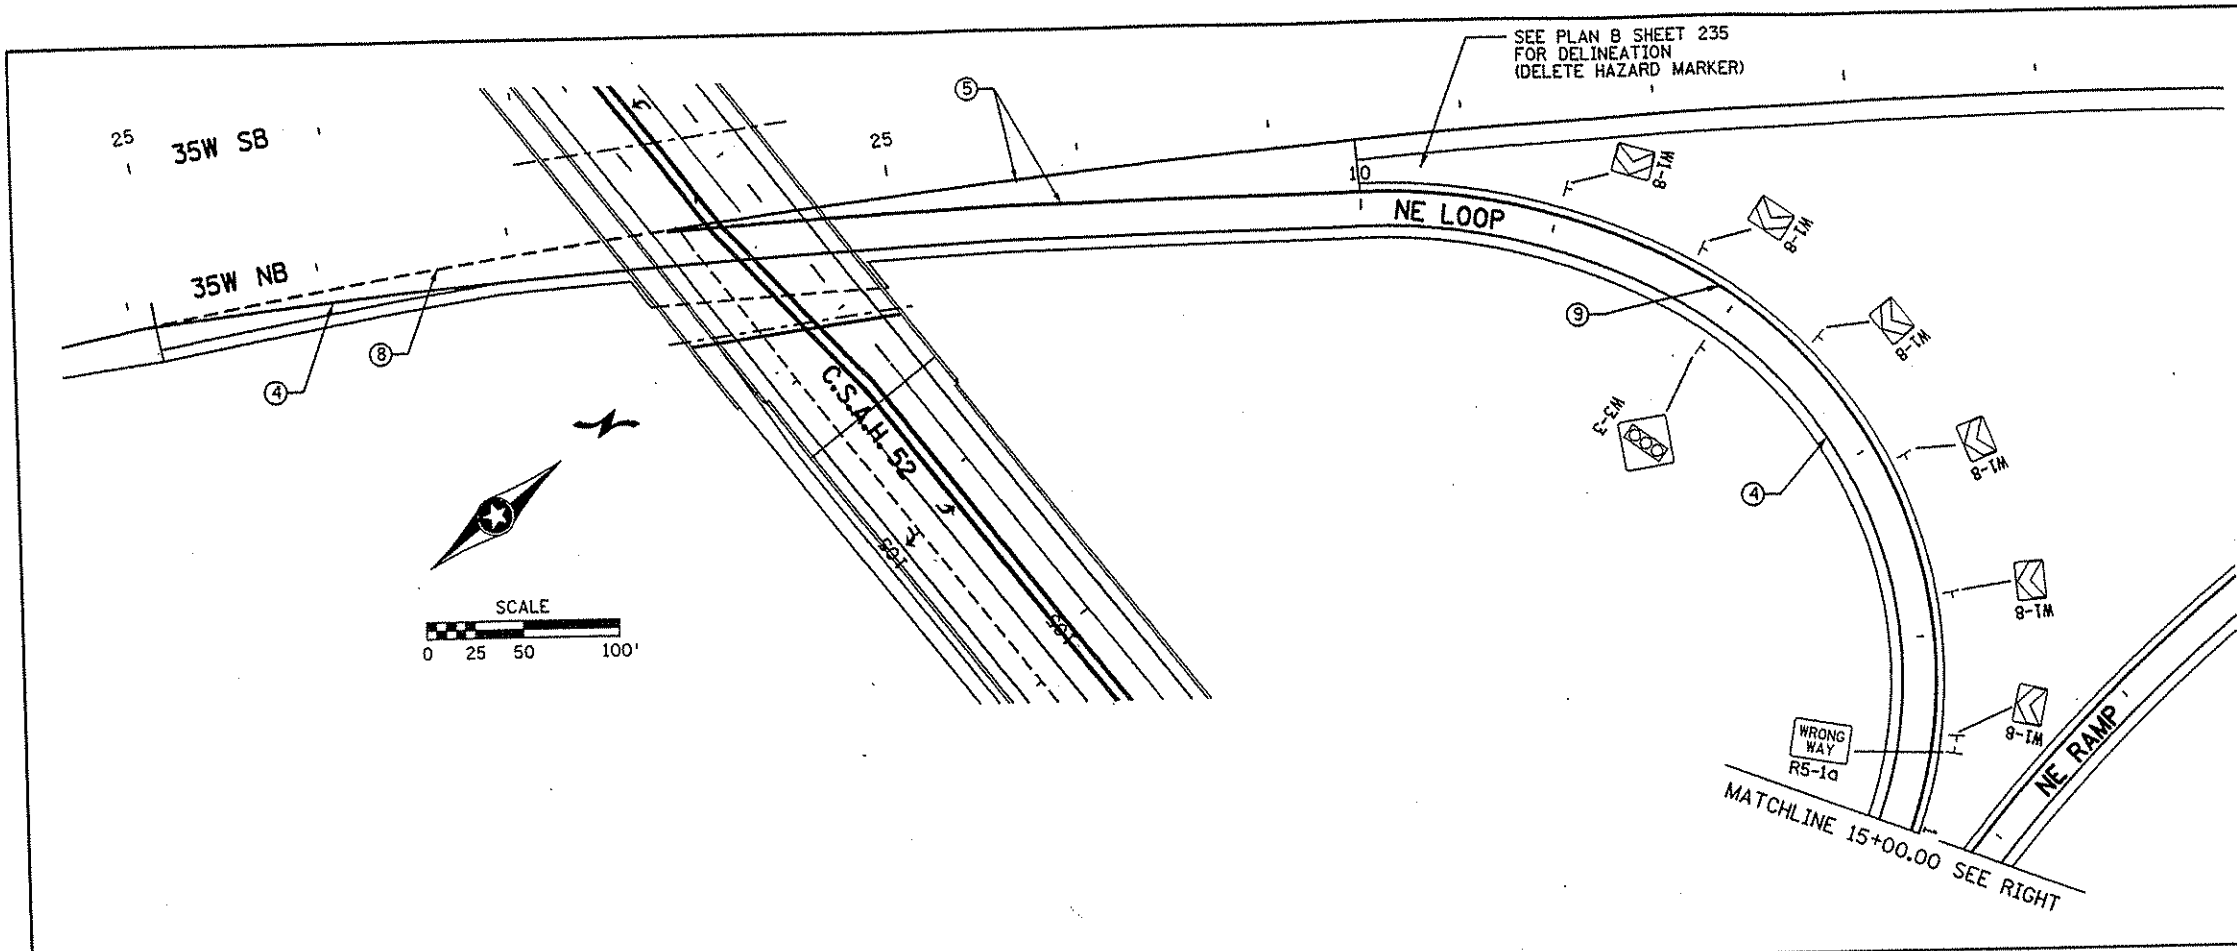 SEE PLAN B SHEET 235
FOR DELINEATION
(DELETE HAZARD MARKER)
5
25
35W SB
25
10
NE LOOP
W1-8
W1-8
W1-8
W1-8
W1-8
W1-8
35W NB
4
8
9
4
W3-3
C.S.A.H. 52
105
105
SCALE
0 25 50 100'
WRONG
WAY
R5-1a
NE RAMP
MATCHLINE 15+00.00 SEE RIGHT